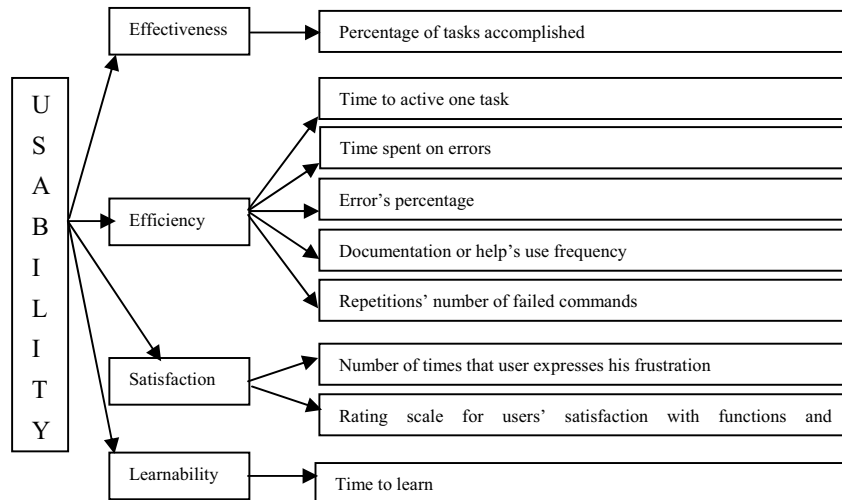 USABILITY
Effectiveness
Percentage of tasks accomplished
Efficiency
Time to active one task
Time spent on errors
Error’s percentage
Documentation or help’s use frequency
Repetitions’ number of failed commands
Satisfaction
Number of times that user expresses his frustration
Rating scale for users’ satisfaction with functions and
Learnability
Time to learn